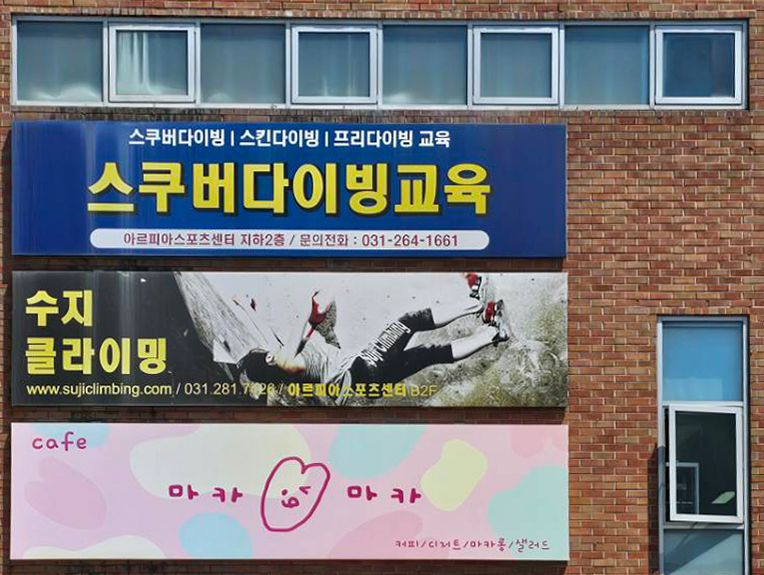 스쿠버다이빙 | 스킨다이빙 | 프리다이빙 교육
스쿠버다이빙교육
아르피아스포츠센터 지하2층 / 문의전화 : 031-264-1661
수지
클라이밍
Suji Climbing
www.sujiclimbing.com / 아르피아스포츠센터 B2F
cafe
마카 마카
커피/디저트/마카롱/샐러드